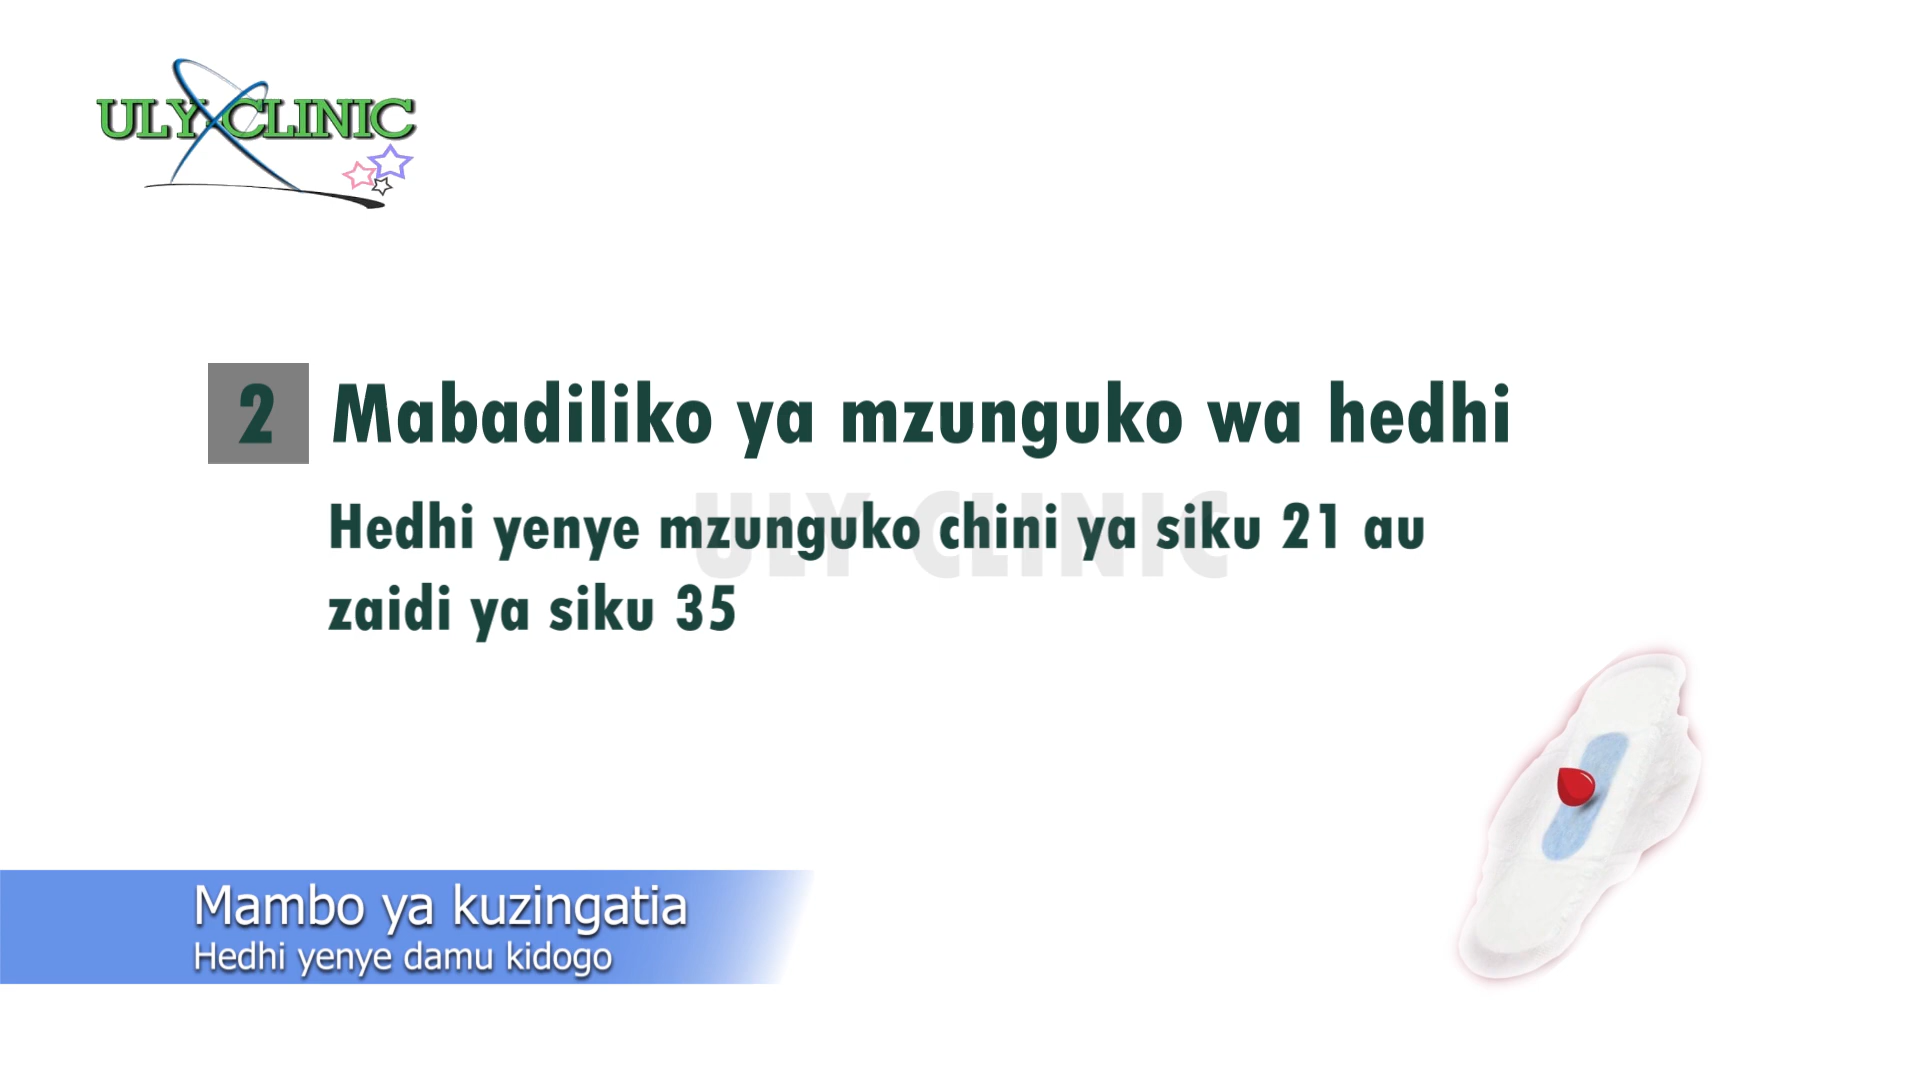 ULY CLINIC
2 Mabadiliko ya mzunguko wa hedhi
Hedhi yenye mzunguko chini ya siku 21 au
zaidi ya siku 35
ULY CLINIC
Mambo ya kuzingatia
Hedhi yenye damu kidogo